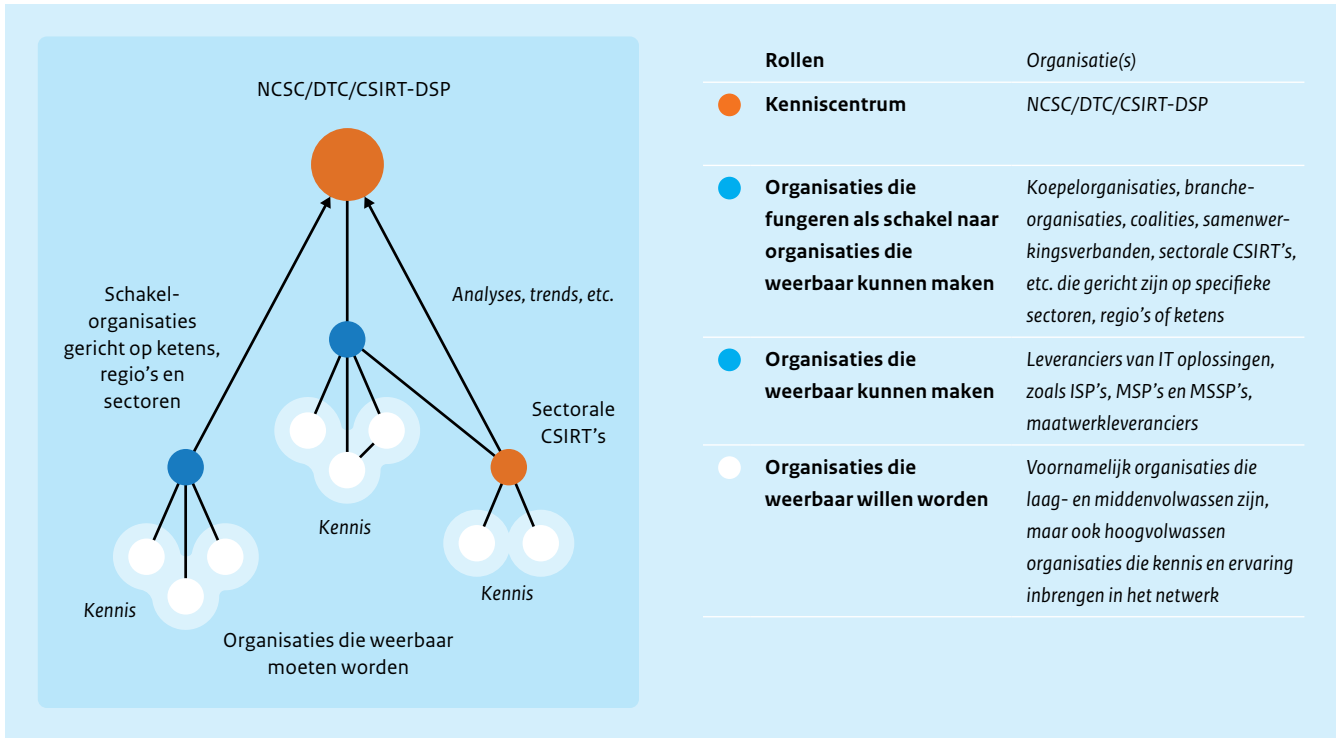 NCSC/DTC/CSIRT-DSP
Schakel-
organisaties
gericht op ketens,
regio's en
sectoren
Analyses, trends, etc.
Sectorale
CSIRT's
Kennis
Kennis
Kennis
Organisaties die weerbaar
moeten worden
Rollen
Organisatie(s)
Kenniscentrum
NCSC/DTC/CSIRT-DSP
Organisaties die
fungeren als schakel naar
organisaties die
weerbaar kunnen maken
Koepelorganisaties, branche-
organisaties, coalities, samenwer-
kingsverbanden, sectorale CSIRT's,
etc. die gericht zijn op specifieke
sectoren, regio's of ketens
Organisaties die
weerbaar kunnen maken
Leveranciers van IT oplossingen,
zoals ISP's, MSP's en MSSP's,
maatwerkleveranciers
Organisaties die
weerbaar willen worden
Voornamelijk organisaties die
laag- en middenvolwassen zijn,
maar ook hoogvolwassen
organisaties die kennis en ervaring
inbrengen in het netwerk